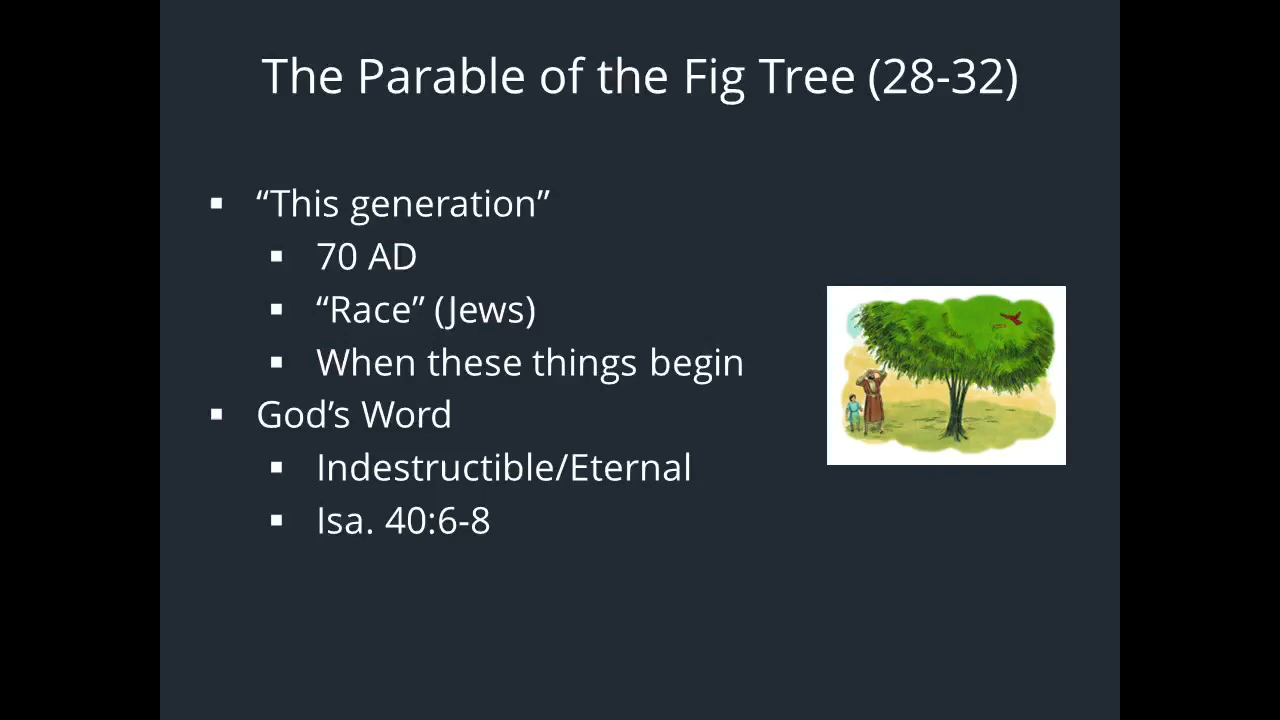 The Parable of the Fig Tree (28-32)
▪ “This generation”
▪ 70 AD
▪ “Race” (Jews)
▪ When these things begin
▪ God’s Word
▪ Indestructible/Eternal
▪ Isa. 40:6-8